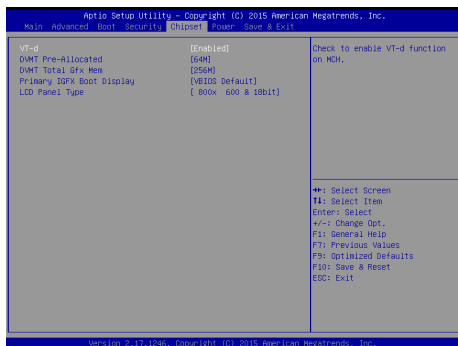 Aptio Setup Utility – Copyright (C) 2015 American Megatrends, Inc.
Main Advanced Boot Security Chipset Power Save & Exit
VT-d [Enabled]
DVMT Pre-Allocated [64M]
DVMT Total Gfx Mem [256M]
Primary IGFX Boot Display [VBIOS Default]
LCD Panel Type [ 800x 600 & 18bit]
Check to enable VT-d function
on MCH.
→←: Select Screen
↑↓: Select Item
Enter: Select
+/-: Change Opt.
F1: General Help
F7: Previous Values
F9: Optimized Defaults
F10: Save & Reset
ESC: Exit
Version 2.17.1246. Copyright (C) 2015 American Megatrends, Inc.